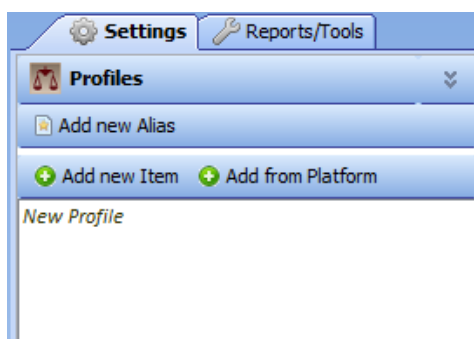 Settings Reports/Tools
Profiles
Add new Alias
Add new Item Add from Platform
New Profile